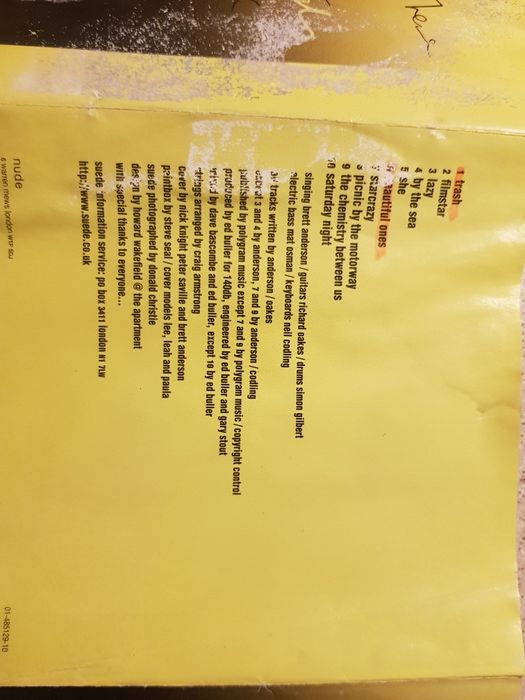 1 trash
2 filmstar
3 lazy
4 by the sea
5 she
beautiful ones
7 starcrazy
8 picnic by the motorway
9 the chemistry between us
10 saturday night
singing brett anderson / guitars richard oakes / drums simon gilbert
electric bass mat osman / keyboards neil codling
all tracks written by anderson / oakes
except 3 and 4 by anderson, 7 and 9 by anderson / codling
published by polygram music except 7 and 9 by polygram music / copyright control
produced by ed buller for 140db, engineered by ed buller and gary stout
by dave bascombe and ed buller, except 10 by ed buller
strings arranged by craig armstrong
cover by nick knight peter saville and brett anderson
paintbox by steve seal / cover models lee, leah and paula
suede photographed by donald christie
design by howard wakefield @ the apartment
with special thanks to everyone...
suede information service: po box 3411 london n1 7lw
http://www.suede.co.uk
nude
6 warren mews london w1p 5dj
01-485129-10